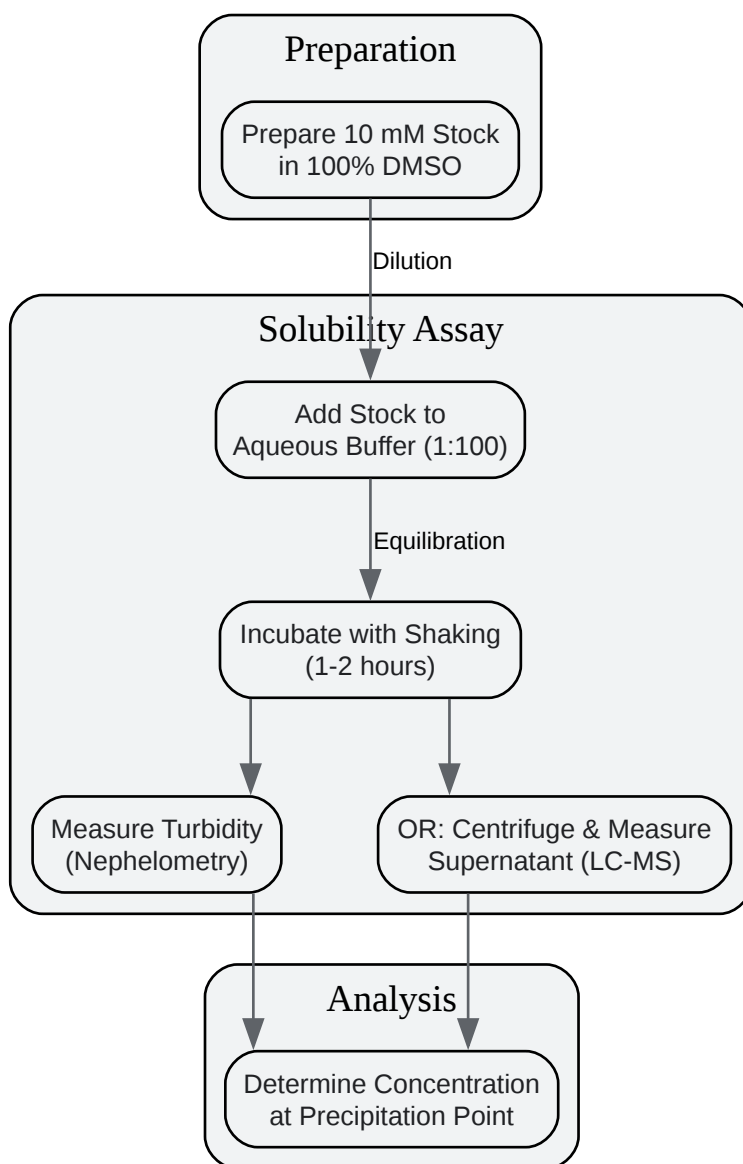 Preparation
Prepare 10 mM Stock
in 100% DMSO
Dilution
Solubility Assay
Add Stock to
Aqueous Buffer (1:100)
Equilibration
Incubate with Shaking
(1-2 hours)
Measure Turbidity
(Nephelometry)
OR: Centrifuge & Measure
Supernatant (LC-MS)
Analysis
Determine Concentration
at Precipitation Point